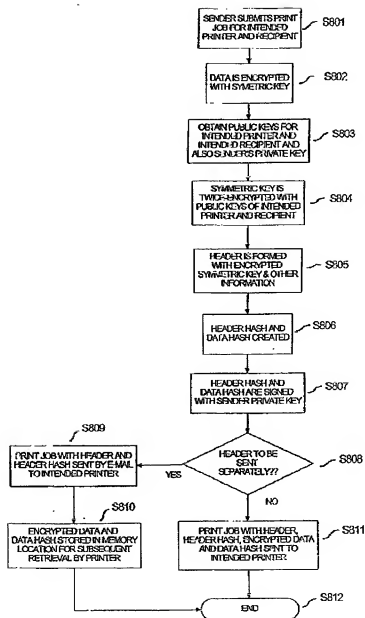 SENDER SUBMITS PRINT
JOB FOR INTENDED
PRINTER AND RECIPIENT
S801
DATA IS ENCRYPTED
WITH SYMETRIC KEY
S802
OBTAIN PUBLIC KEYS FOR
INTENDED PRINTER AND
INTENDED RECIPIENT AND
ALSO SENDER'S PRIVATE KEY
S803
SYMMETRIC KEY IS
TWICE-ENCRYPTED WITH
PUBLIC KEYS OF INTENDED
PRINTER AND RECIPIENT
S804
HEADER IS FORMED
WITH ENCRYPTED
SYMMETRIC KEY & OTHER
INFORMATION
S805
HEADER HASH AND
DATA HASH CREATED
S806
HEADER HASH AND
DATA HASH ARE SIGNED
WITH SENDER PRIVATE KEY
S807
HEADER TO BE
SENT
SEPARATELY??
S808
YES
NO
S809
PRINT JOB WITH HEADER AND
HEADER HASH SENT BY E-MAIL
TO INTENDED PRINTER
S810
ENCRYPTED DATA AND
DATA HASH STORED IN MEMORY
LOCATION FOR SUBSEQUENT
RETRIEVAL BY PRINTER
PRINT JOB WITH HEADER,
HEADER HASH, ENCRYPTED DATA
AND DATA HASH SENT TO
INTENDED PRINTER
S811
END
S812